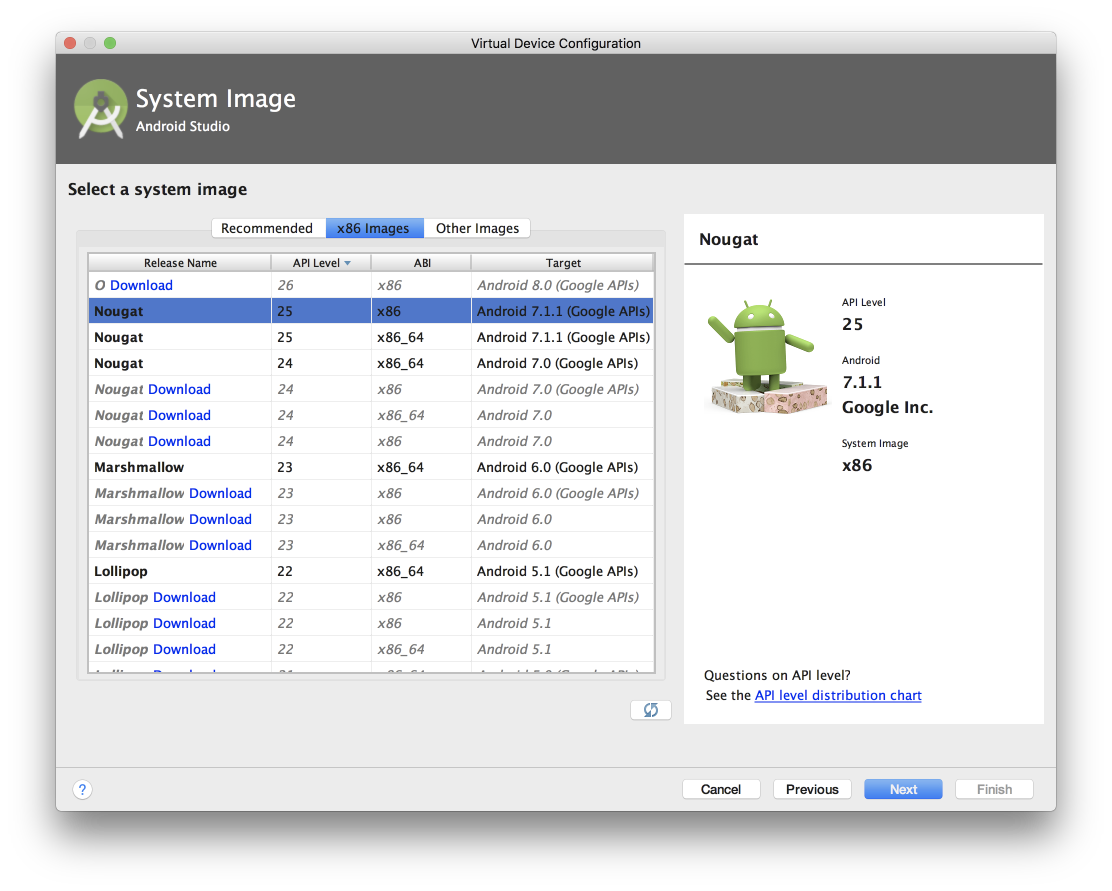 Virtual Device Configuration
System Image
Android Studio
Select a system image
Recommended x86 Images Other Images
Release Name API Level ABI Target
O Download 26 x86 Android 8.0 (Google APIs)
Nougat 25 x86 Android 7.1.1 (Google APIs)
Nougat 25 x86_64 Android 7.1.1 (Google APIs)
Nougat 24 x86_64 Android 7.0 (Google APIs)
Nougat Download 24 x86 Android 7.0 (Google APIs)
Nougat Download 24 x86_64 Android 7.0
Nougat Download 24 x86 Android 7.0
Marshmallow 23 x86_64 Android 6.0 (Google APIs)
Marshmallow Download 23 x86 Android 6.0 (Google APIs)
Marshmallow Download 23 x86 Android 6.0
Marshmallow Download 23 x86_64 Android 6.0
Lollipop 22 x86_64 Android 5.1 (Google APIs)
Lollipop Download 22 x86 Android 5.1 (Google APIs)
Lollipop Download 22 x86 Android 5.1
Lollipop Download 22 x86_64 Android 5.1
Nougat
API Level
25
Android
7.1.1
Google Inc.
System Image
x86
Questions on API level?
See the API level distribution chart
? Cancel Previous Next Finish